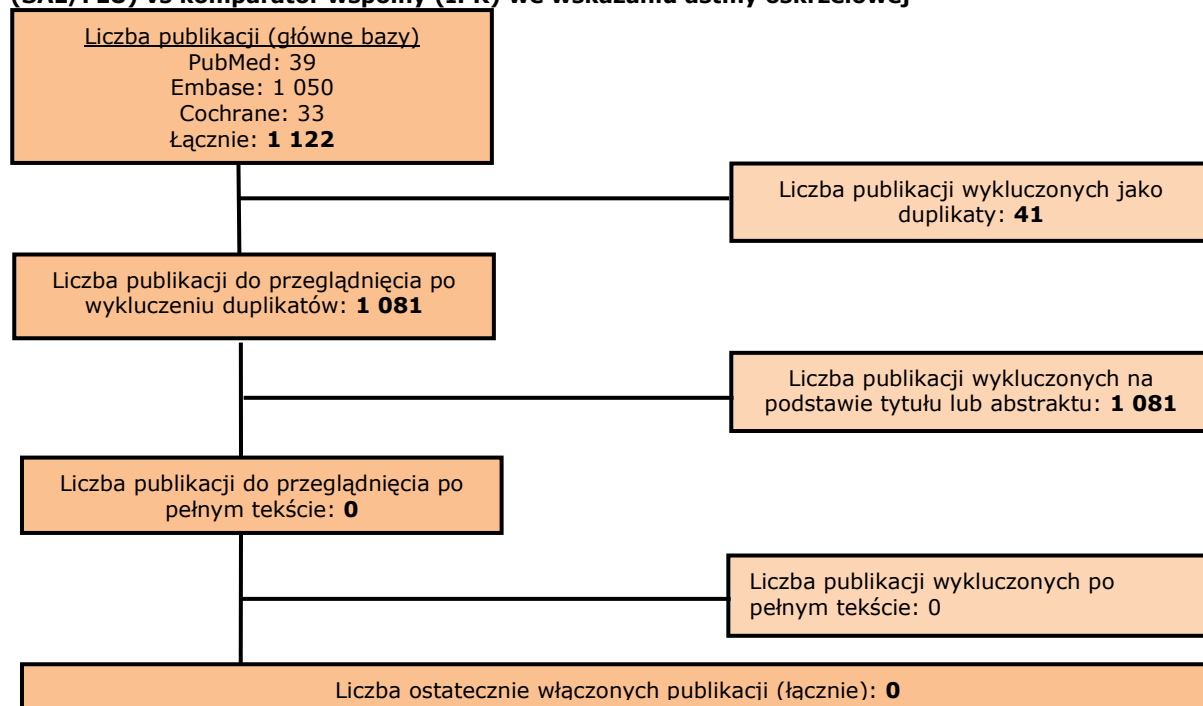 Liczba publikacji (główne bazy)
PubMed: 39
Embase: 1 050
Cochrane: 33
Łącznie: 1 122
Liczba publikacji wykluczonych jako
duplikaty: 41
Liczba publikacji do przeglądnięcia po
wykluczeniu duplikatów: 1 081
Liczba publikacji wykluczonych na
podstawie tytułu lub abstraktu: 1 081
Liczba publikacji do przeglądnięcia po
pełnym tekście: 0
Liczba publikacji wykluczonych po
pełnym tekście: 0
Liczba ostatecznie włączonych publikacji (łącznie): 0